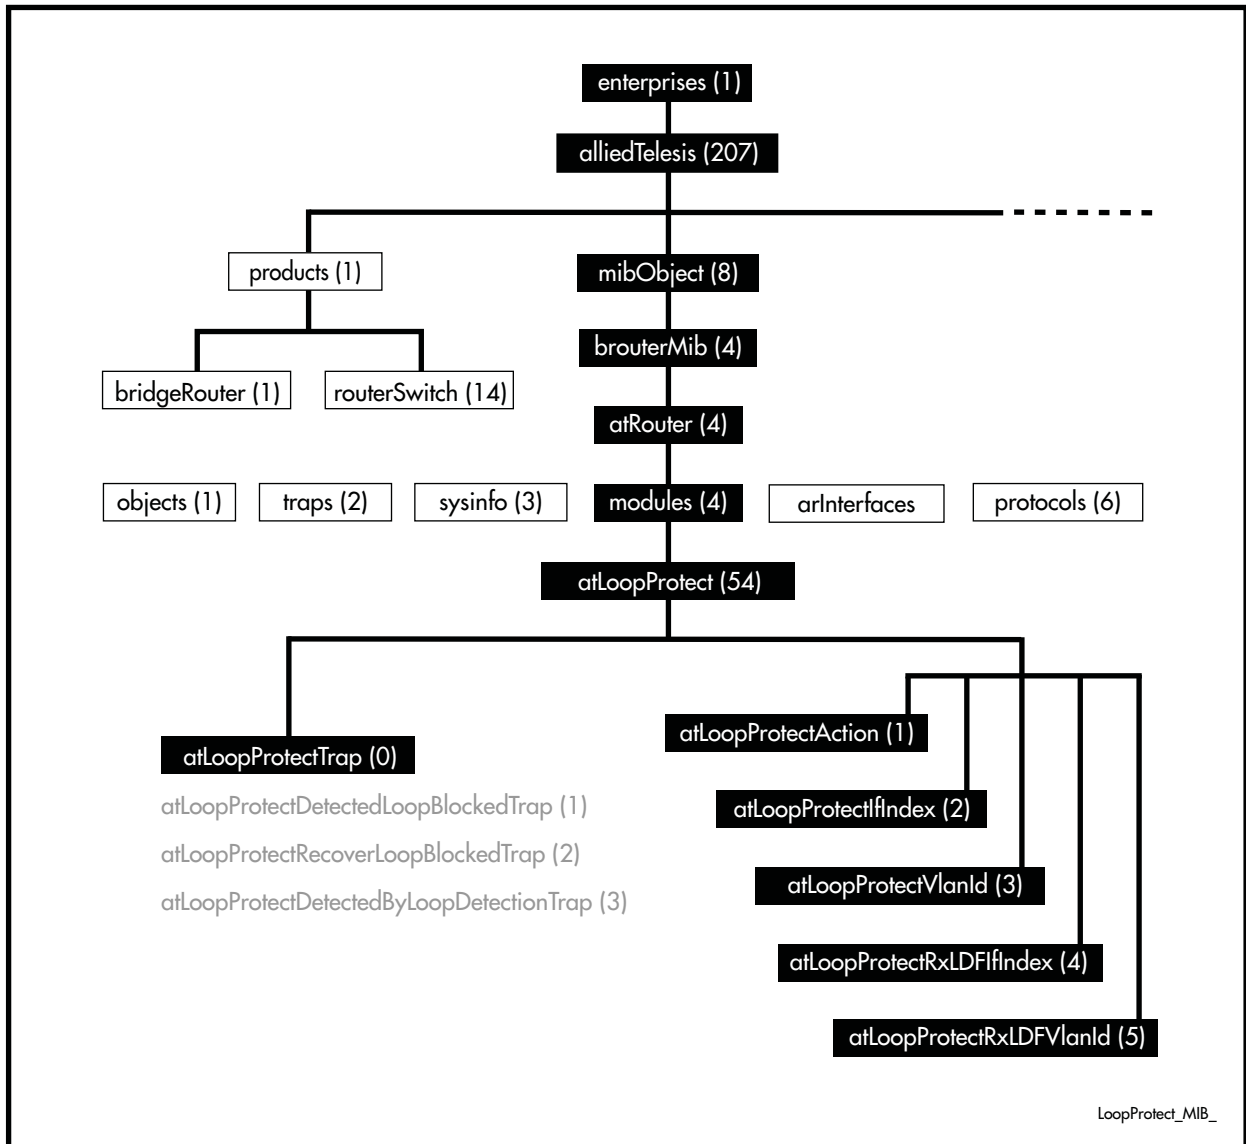 enterprises (1)
alliedTelesis (207)
products (1)
mibObject (8)
brouterMib (4)
bridgeRouter (1)
routerSwitch (14)
atRouter (4)
objects (1)
traps (2)
sysinfo (3)
modules (4)
arInterfaces
protocols (6)
atLoopProtect (54)
atLoopProtectTrap (0)
atLoopProtectDetectedLoopBlockedTrap (1)
atLoopProtectRecoverLoopBlockedTrap (2)
atLoopProtectDetectedByLoopDetectionTrap (3)
atLoopProtectAction (1)
atLoopProtectIfIndex (2)
atLoopProtectVlanId (3)
atLoopProtectRxLDFIfIndex (4)
atLoopProtectRxLDFVlanId (5)
LoopProtect_MIB_